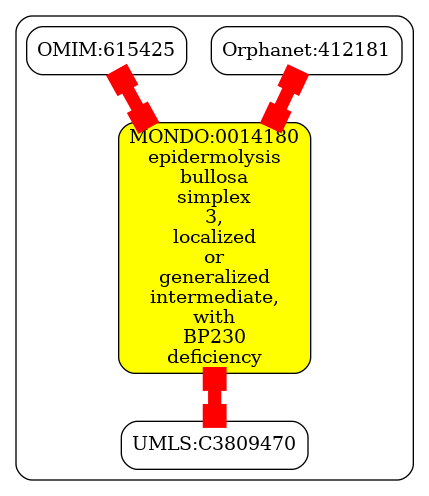 OMIM:615425
Orphanet:412181
MONDO:0014180
epidermolysis
bullosa
simplex
3,
localized
or
generalized
intermediate,
with
BP230
deficiency
UMLS:C3809470